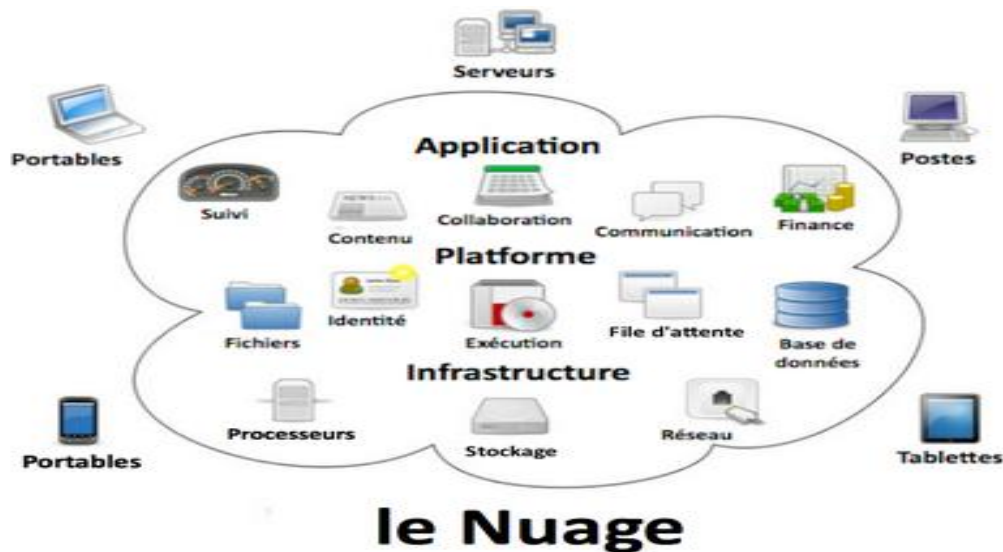 Serveurs
Portables
Postes
Application
Suivi
Contenu
Collaboration
Communication
Finance
Platforme
Fichiers
Identité
Exécution
File d'attente
Base de
données
Infrastructure
Processeurs
Stockage
Réseau
Portables
Tablettes
le Nuage